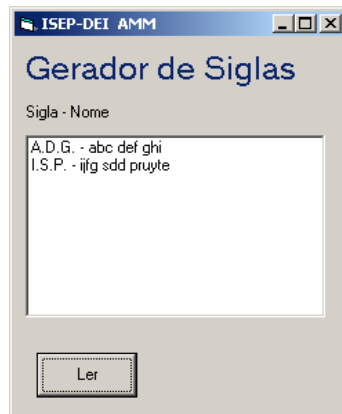 ISEP-DEI AMM
Gerador de Siglas
Sigla - Nome
A.D.G. - abc def ghi
I.S.P. - ijfg sdd pruyte
Ler